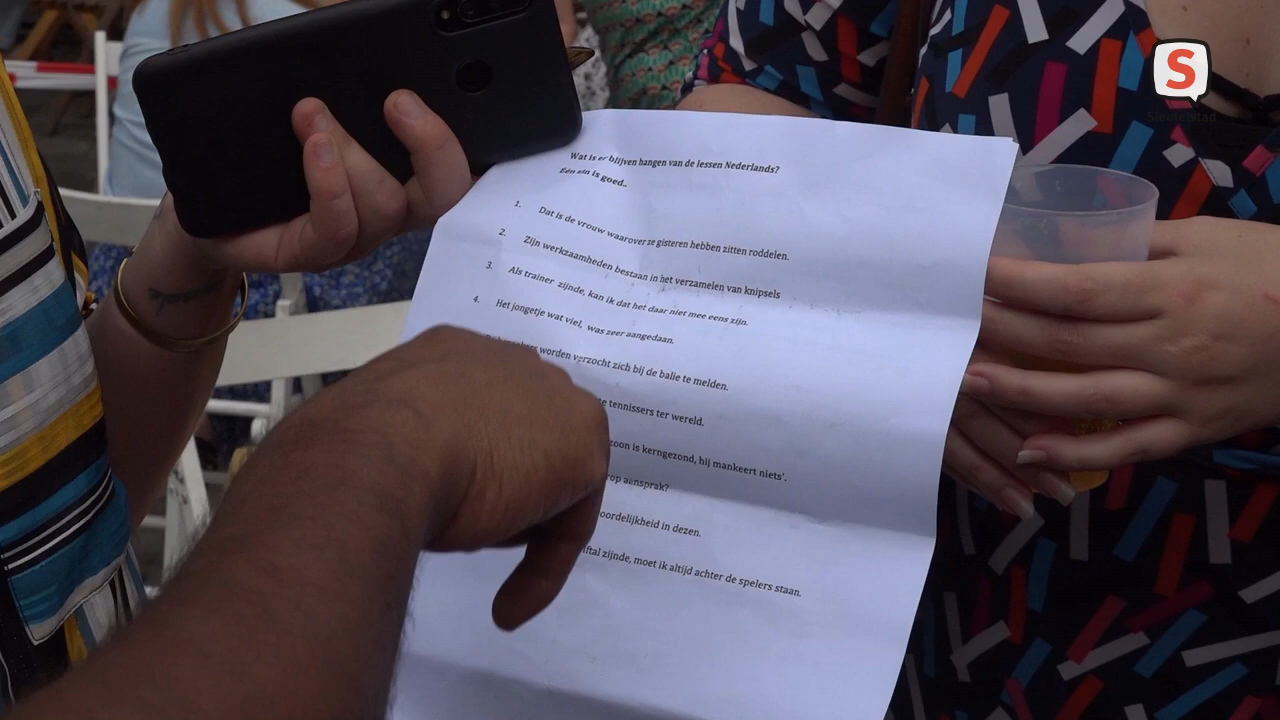 S
Sleutelstad
Wat is er blijven hangen van de lessen Nederlands?
Eén zin is goed..
1. Dat is de vrouw waarover ze gisteren hebben zitten roddelen.
2. Zijn werkzaamheden bestaan in het verzamelen van knipsels
3. Als trainer zijnde, kan ik dat het daar niet mee eens zijn.
4. Het jongetje wat viel, was zeer aangedaan.
worden verzocht zich bij de balie te melden.
tennissers ter wereld.
zoon is kerngezond, hij mankeert niets'.
op aansprak?
in dezen.
zijnde, moet ik altijd achter de spelers staan.